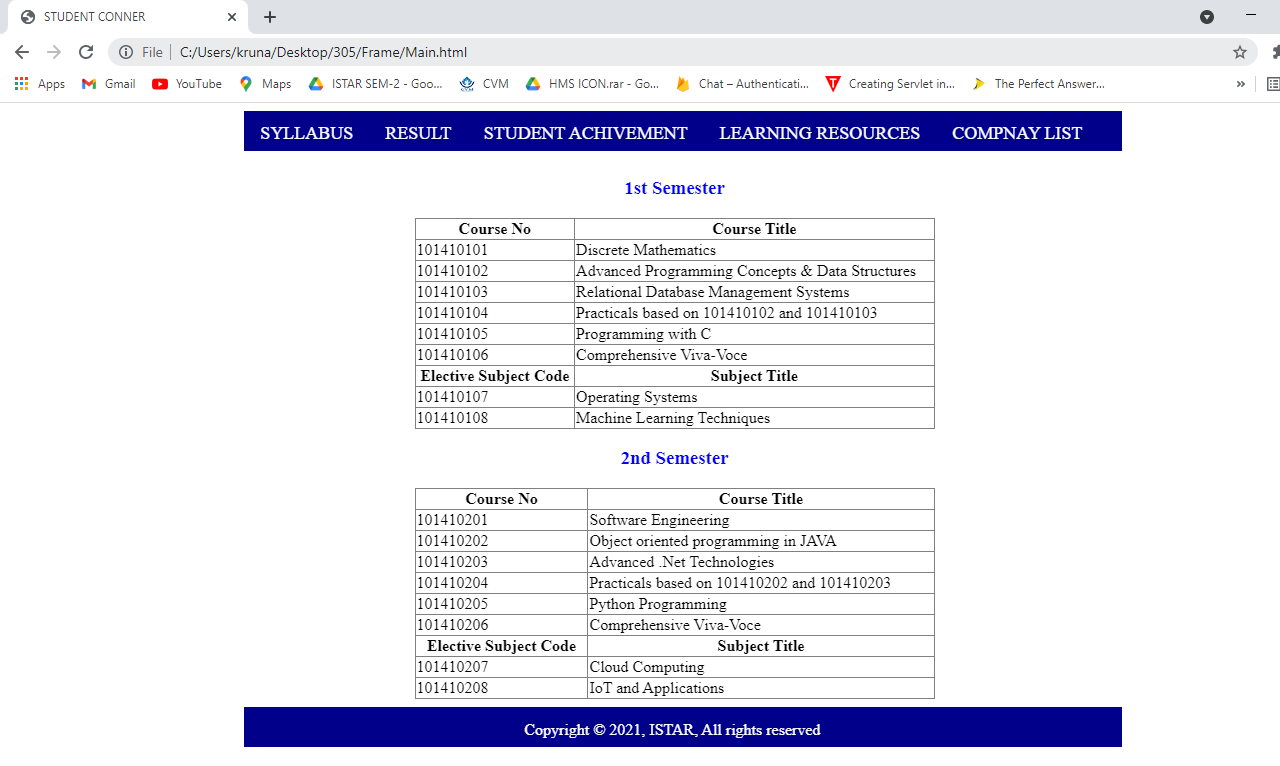 STUDENT CONNER
File | C:/Users/kruna/Desktop/305/Frame/Main.html
Apps Gmail YouTube Maps ISTAR SEM-2 - Goo... CVM HMS ICON.rar - Go... Chat – Authenticati... Creating Servlet in... The Perfect Answer... »
SYLLABUS RESULT STUDENT ACHIVEMENT LEARNING RESOURCES COMPNAY LIST
1st Semester
Course No Course Title
101410101 Discrete Mathematics
101410102 Advanced Programming Concepts & Data Structures
101410103 Relational Database Management Systems
101410104 Practicals based on 101410102 and 101410103
101410105 Programming with C
101410106 Comprehensive Viva-Voce
Elective Subject Code Subject Title
101410107 Operating Systems
101410108 Machine Learning Techniques
2nd Semester
Course No Course Title
101410201 Software Engineering
101410202 Object oriented programming in JAVA
101410203 Advanced .Net Technologies
101410204 Practicals based on 101410202 and 101410203
101410205 Python Programming
101410206 Comprehensive Viva-Voce
Elective Subject Code Subject Title
101410207 Cloud Computing
101410208 IoT and Applications
Copyright © 2021, ISTAR, All rights reserved